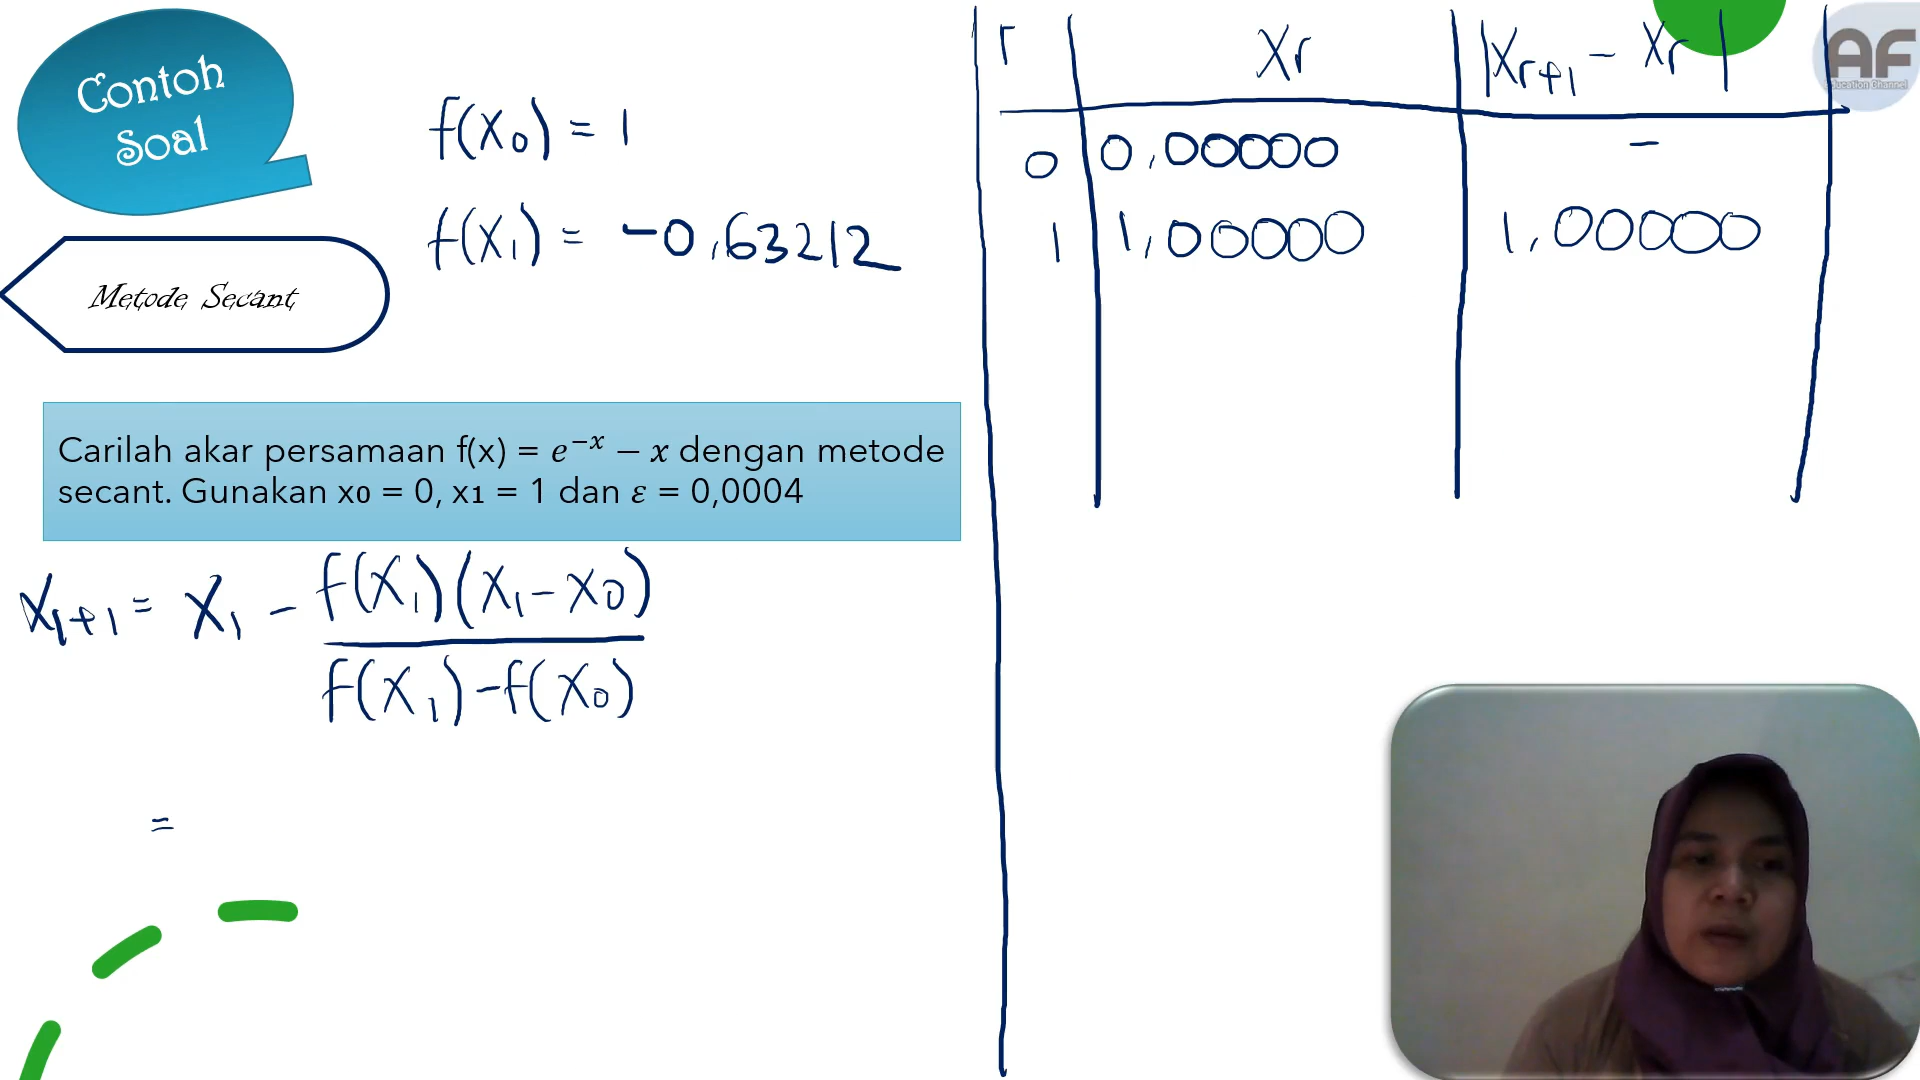 Contoh
Soal
Metode Secant
f(x0) = 1
f(x1) = -0,63212
Carilah akar persamaan f(x) = e^{-x} − x dengan metode
secant. Gunakan x0 = 0, x1 = 1 dan ε = 0,0004
x1+1 = x1 - f(x1)(x1 - x0)
f(x1) - f(x0)
=
r xr |xr+1 - xr|
0 0,00000 -
1 1,00000 1,00000
AF
Education Channel